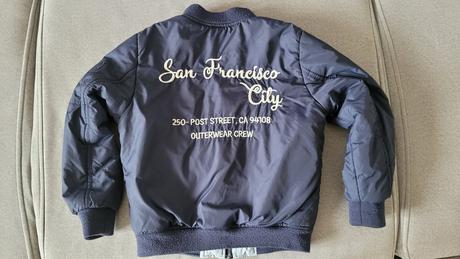 San Francisco
City
250- POST STREET, CA 94108
OUTERWEAR CREW